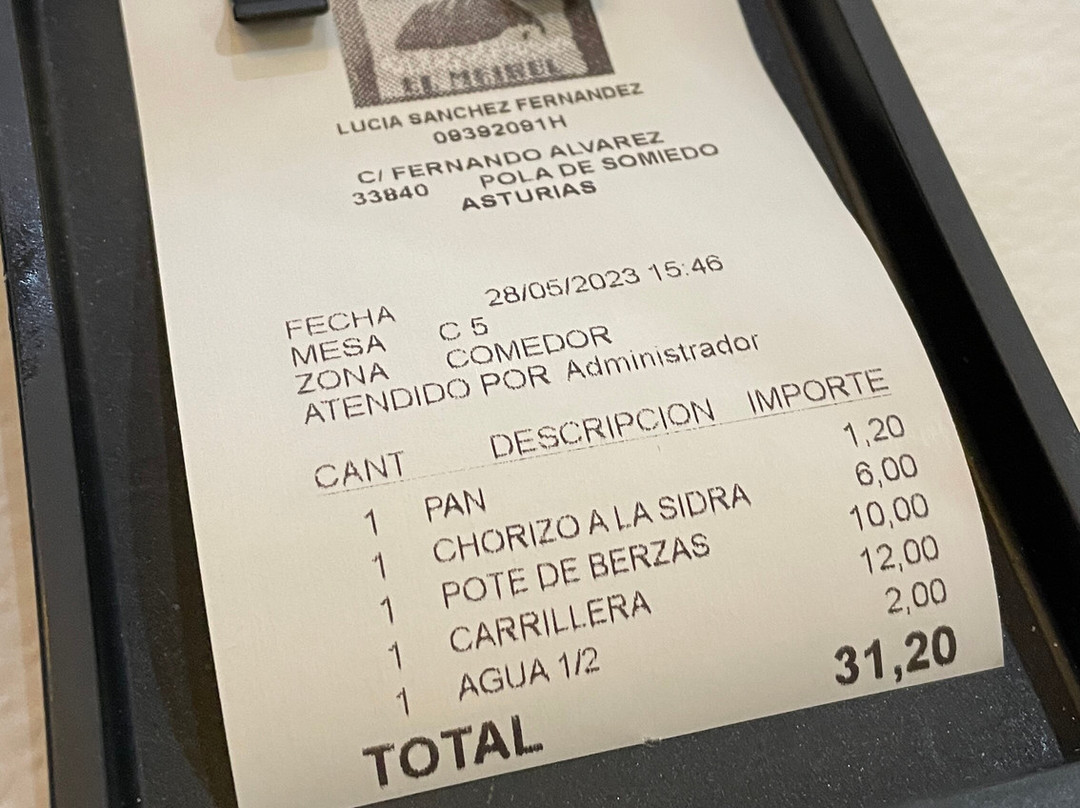 EL MEIRUL
LUCIA SANCHEZ FERNANDEZ
09392091H
C/ FERNANDO ALVAREZ
33840 POLA DE SOMIEDO
ASTURIAS
FECHA 28/05/2023 15:46
MESA C 5
ZONA COMEDOR
ATENDIDO POR Administrador
CANT DESCRIPCION IMPORTE
1 PAN 1,20
1 CHORIZO A LA SIDRA 6,00
1 POTE DE BERZAS 10,00
1 CARRILLERA 12,00
1 AGUA 1/2 2,00
TOTAL 31,20